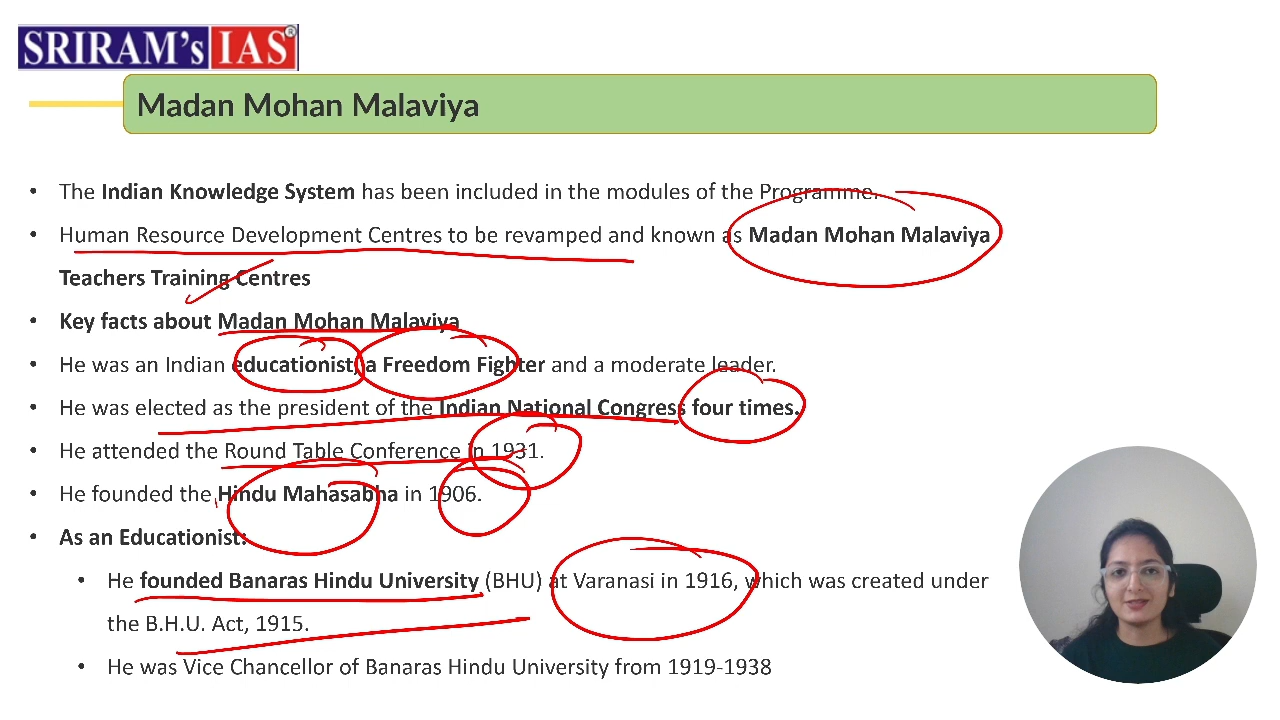 SRIRAM's IAS®
Madan Mohan Malaviya
• The Indian Knowledge System has been included in the modules of the Programme.
• Human Resource Development Centres to be revamped and known as Madan Mohan Malaviya
Teachers Training Centres
• Key facts about Madan Mohan Malaviya
• He was an Indian educationist, a Freedom Fighter and a moderate leader.
• He was elected as the president of the Indian National Congress four times.
• He attended the Round Table Conference in 1931.
• He founded the Hindu Mahasabha in 1906.
• As an Educationist:
• He founded Banaras Hindu University (BHU) at Varanasi in 1916, which was created under
the B.H.U. Act, 1915.
• He was Vice Chancellor of Banaras Hindu University from 1919-1938